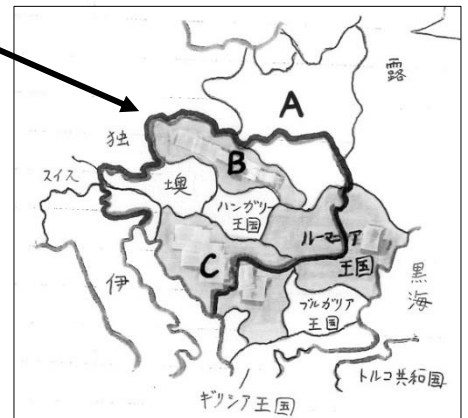 露
A
独
B
スイス
墺
ハンガリー
王国
ルーマニア
王国
C
伊
黒
海
ブルガリア
王国
トルコ共和国
ギリシア王国